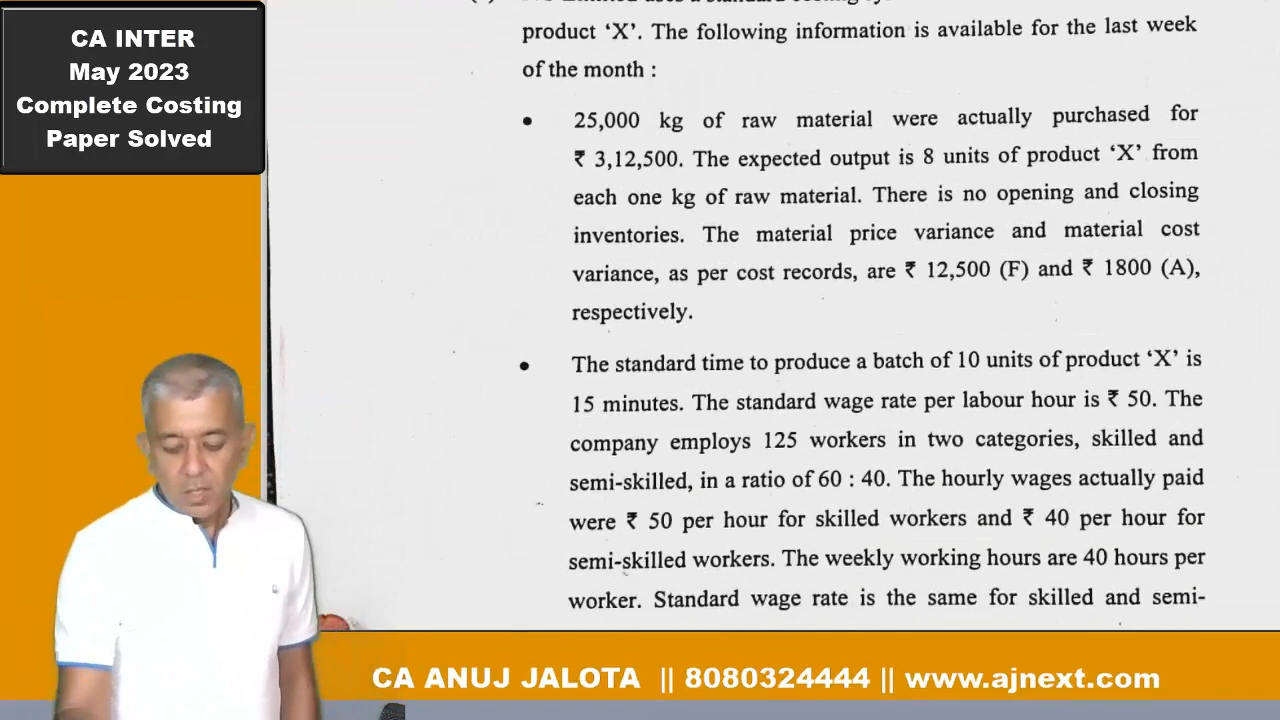 CA INTER
May 2023
Complete Costing
Paper Solved
product ‘X’. The following information is available for the last week
of the month :
• 25,000 kg of raw material were actually purchased for
₹ 3,12,500. The expected output is 8 units of product ‘X’ from
each one kg of raw material. There is no opening and closing
inventories. The material price variance and material cost
variance, as per cost records, are ₹ 12,500 (F) and ₹ 1800 (A),
respectively.
• The standard time to produce a batch of 10 units of product ‘X’ is
15 minutes. The standard wage rate per labour hour is ₹ 50. The
company employs 125 workers in two categories, skilled and
semi-skilled, in a ratio of 60 : 40. The hourly wages actually paid
were ₹ 50 per hour for skilled workers and ₹ 40 per hour for
semi-skilled workers. The weekly working hours are 40 hours per
worker. Standard wage rate is the same for skilled and semi-
CA ANUJ JALOTA || 8080324444 || www.ajnext.com